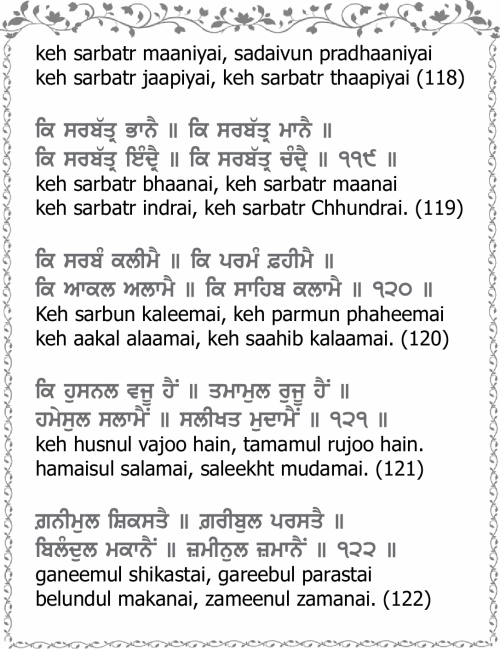 keh sarbatr maaniyai, sadaivun pradhaaniyai
keh sarbatr jaapiyai, keh sarbatr thaapiyai (118)
ਕਿ ਸਰਬੱਤ੍ਰ ਭਾਨੈ ॥ ਕਿ ਸਰਬੱਤ੍ਰ ਮਾਨੈ ॥
ਕਿ ਸਰਬੱਤ੍ਰ ਇੰਦ੍ਰੈ ॥ ਕਿ ਸਰਬੱਤ੍ਰ ਚੰਦ੍ਰੈ ॥ ੧੧੯ ॥
keh sarbatr bhaanai, keh sarbatr maanai
keh sarbatr indrai, keh sarbatr Chhundrai. (119)
ਕਿ ਸਰਬੰ ਕਲੀਮੈ ॥ ਕਿ ਪਰਮੰ ਫ਼ਹੀਮੈ ॥
ਕਿ ਆਕਲ ਅਲਾਮੈ ॥ ਕਿ ਸਾਹਿਬ ਕਲਾਮੈ ॥ ੧੨੦ ॥
Keh sarbun kaleemai, keh parmun phaheemai
keh aakal alaamai, keh saahib kalaamai. (120)
ਕਿ ਹੁਸਨਲ ਵਜੂ ਹੈਂ ॥ ਤਮਾਮੁਲ ਰੁਜੂ ਹੈਂ ॥
ਹਮੇਸੁਲ ਸਲਾਮੈਂ ॥ ਸਲੀਖਤ ਮੁਦਾਮੈਂ ॥ ੧੨੧ ॥
keh husnul vajoo hain, tamamul rujoo hain.
hamaisul salamai, saleekht mudamai. (121)
ਗ਼ਨੀਮੁਲ ਸ਼ਿਕਸਤੈ ॥ ਗ਼ਰੀਬੁਲ ਪਰਸਤੈ ॥
ਬਿਲੰਦੁਲ ਮਕਾਨੈਂ ॥ ਜ਼ਮੀਨੁਲ ਜ਼ਮਾਨੈਂ ॥ ੧੨੨ ॥
ganeemul shikastai, gareebul parastai
belundul makanai, zameenul zamanai. (122)